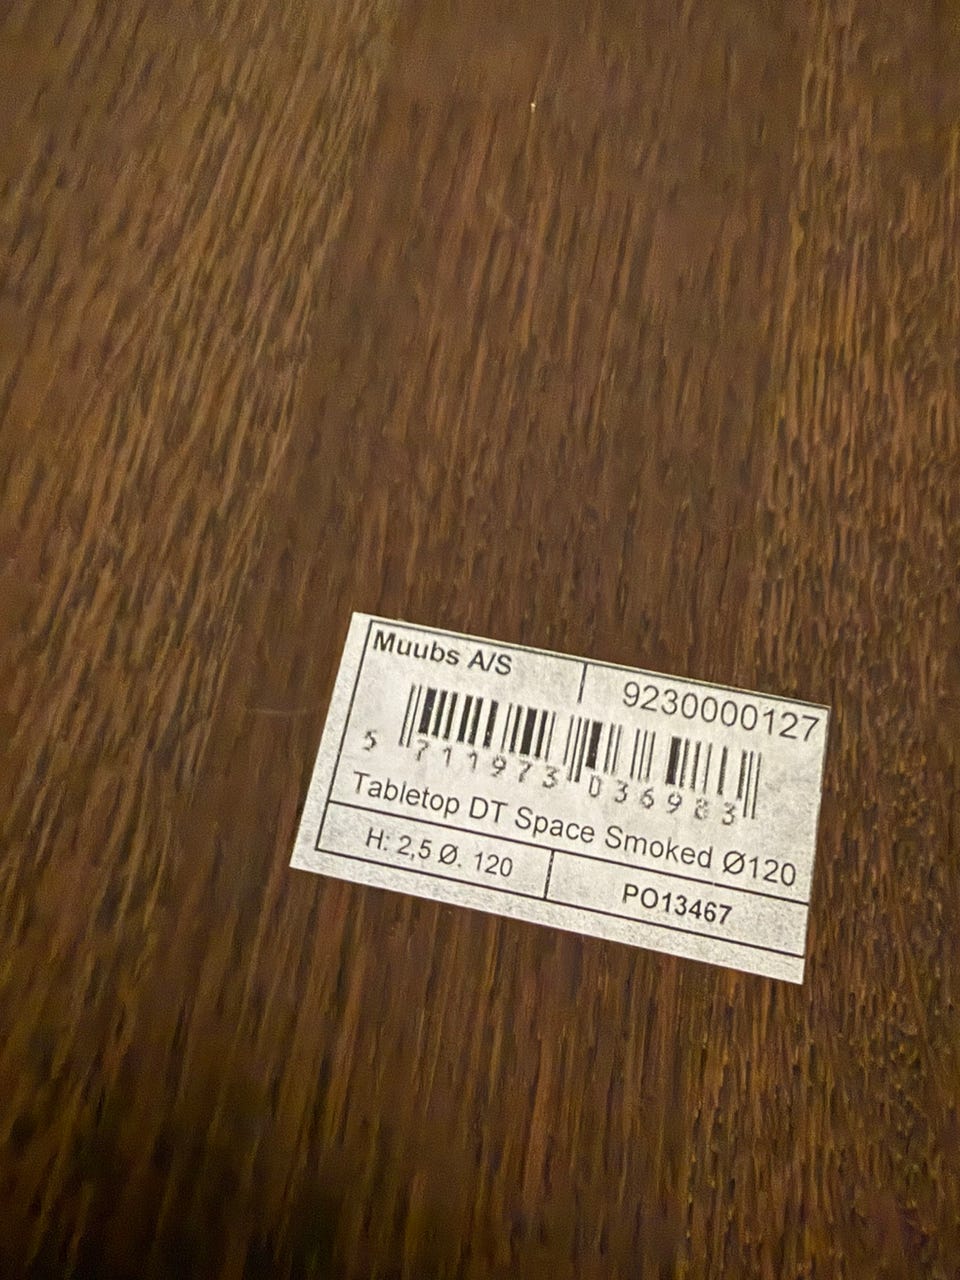 Muubs A/S
9230000127
5 711973 036983
Tabletop DT Space Smoked Ø120
H: 2,5 Ø. 120
PO13467